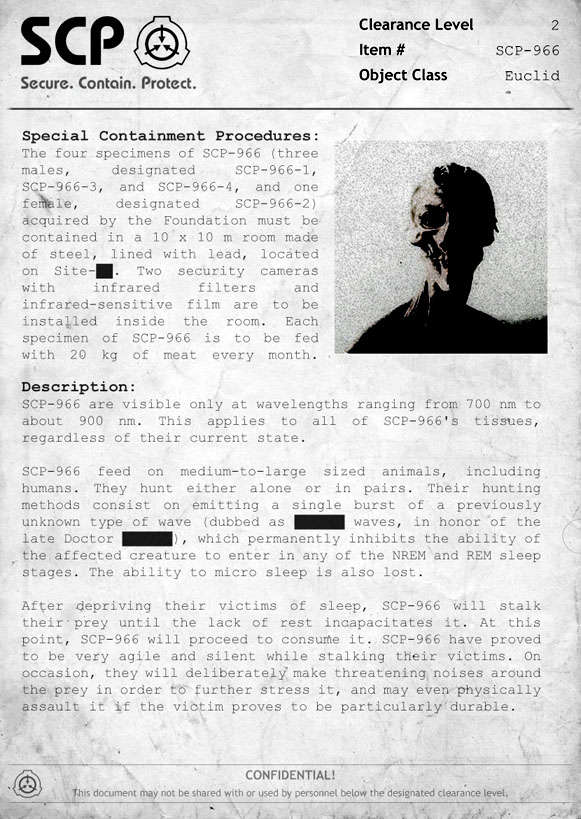 SCP
Secure. Contain. Protect.
Clearance Level 2
Item # SCP-966
Object Class Euclid
Special Containment Procedures:
The four specimens of SCP-966 (three
males, designated SCP-966-1,
SCP-966-3, and SCP-966-4, and one
female, designated SCP-966-2)
acquired by the Foundation must be
contained in a 10 x 10 m room made
of steel, lined with lead, located
on Site-██. Two security cameras
with infrared filters and
infrared-sensitive film are to be
installed inside the room. Each
specimen of SCP-966 is to be fed
with 20 kg of meat every month.
Description:
SCP-966 are visible only at wavelengths ranging from 700 nm to
about 900 nm. This applies to all of SCP-966's tissues,
regardless of their current state.
SCP-966 feed on medium-to-large sized animals, including
humans. They hunt either alone or in pairs. Their hunting
methods consist on emitting a single burst of a previously
unknown type of wave (dubbed as ████ waves, in honor of the
late Doctor ████), which permanently inhibits the ability of
the affected creature to enter in any of the NREM and REM sleep
stages. The ability to micro sleep is also lost.
After depriving their victims of sleep, SCP-966 will stalk
their prey until the lack of rest incapacitates it. At this
point, SCP-966 will proceed to consume it. SCP-966 have proved
to be very agile and silent while stalking their victims. On
occasion, they will deliberately make threatening noises around
the prey in order to further stress it, and may even physically
assault it if the victim proves to be particularly durable.
CONFIDENTIAL!
This document may not be shared with or used by personnel below the designated clearance level.